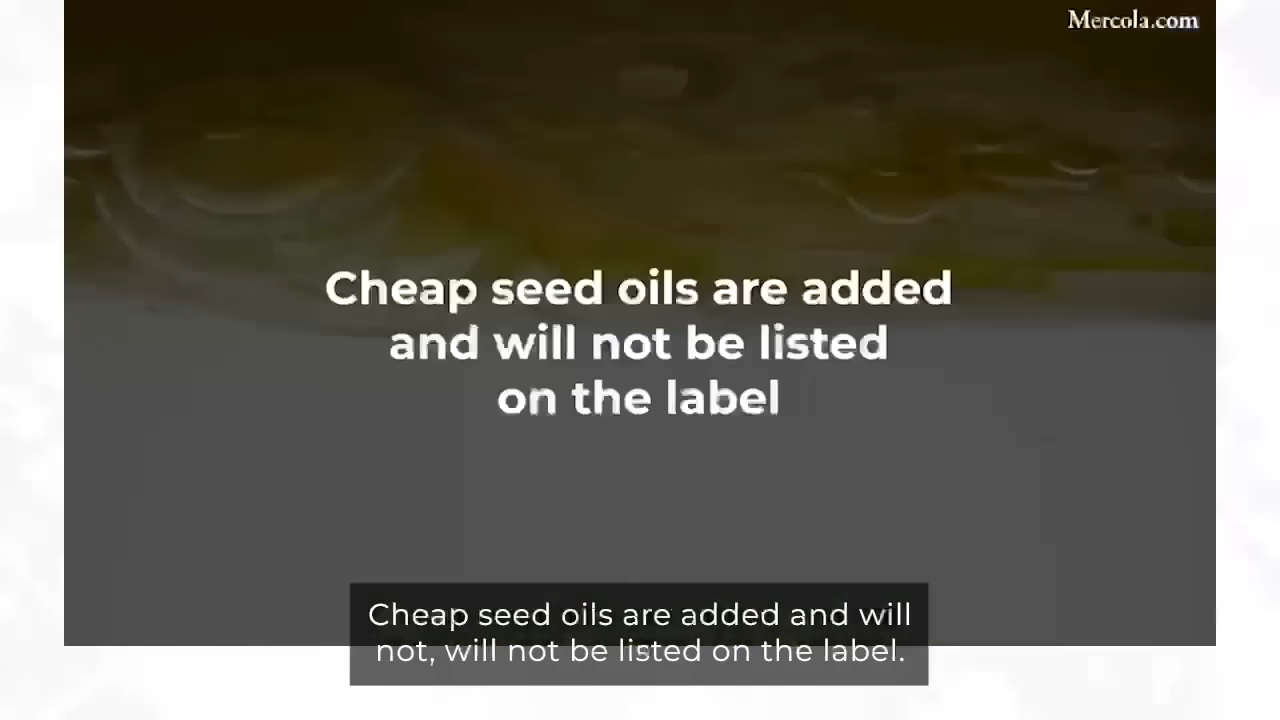 Mercola.com
Cheap seed oils are added
and will not be listed
on the label
Cheap seed oils are added and will
not, will not be listed on the label.